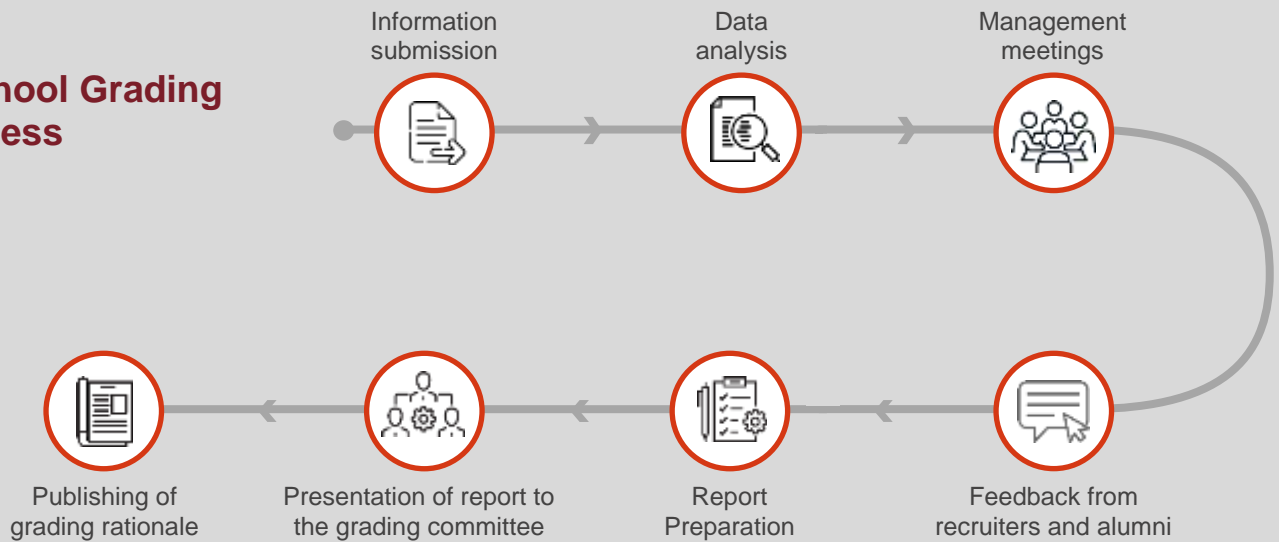 hool Grading
ess
Information
submission
Data
analysis
Management
meetings
Publishing of
grading rationale
Presentation of report to
the grading committee
Report
Preparation
Feedback from
recruiters and alumni